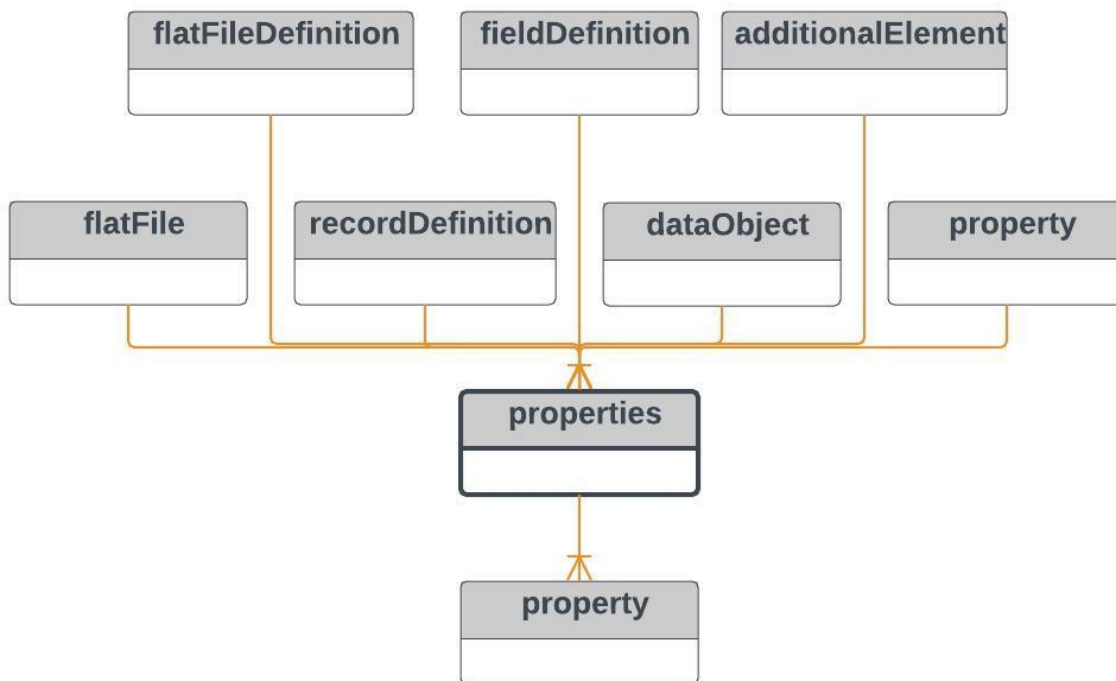 flatFileDefinition
fieldDefinition
additionalElement
flatFile
recordDefinition
dataObject
property
properties
property